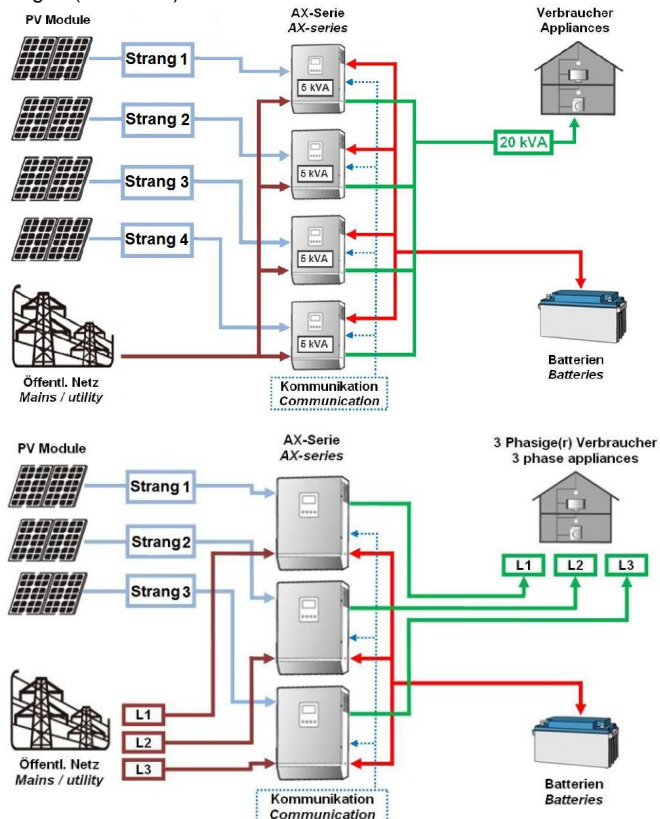 PV Module
AX-Serie
AX-series
Verbraucher
Appliances
Strang 1
5 kVA
Strang 2
5 kVA
20 kVA
Strang 3
5 kVA
Strang 4
5 kVA
Öffentl. Netz
Mains / utility
Kommunikation
Communication
Batterien
Batteries
PV Module
AX-Serie
AX-series
3 Phasige(r) Verbraucher
3 phase appliances
Strang 1
Strang 2
Strang 3
L1
L2
L3
L1
L2
L3
Öffentl. Netz
Mains / utility
Kommunikation
Communication
Batterien
Batteries